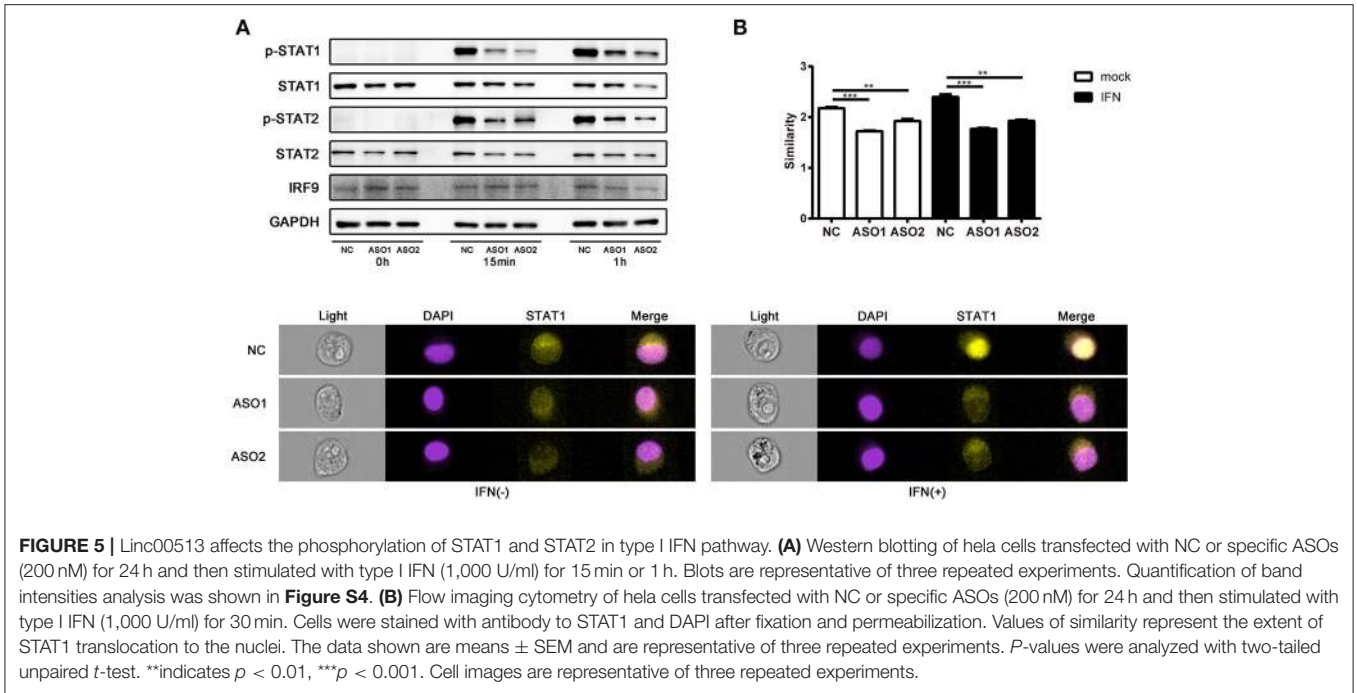 A
p-STAT1
STAT1
p-STAT2
STAT2
IRF9
GAPDH
NC ASO1 ASO2 NC ASO1 ASO2 NC ASO1 ASO2
0h 15min 1h
B
Similarity
3
2
1
0
*** ** *** **
NC ASO1 ASO2 NC ASO1 ASO2
mock
IFN
Light DAPI STAT1 Merge Light DAPI STAT1 Merge
NC
ASO1
ASO2
IFN(-) IFN(+)
FIGURE 5 | Linc00513 affects the phosphorylation of STAT1 and STAT2 in type I IFN pathway. (A) Western blotting of hela cells transfected with NC or specific ASOs
(200 nM) for 24 h and then stimulated with type I IFN (1,000 U/ml) for 15 min or 1 h. Blots are representative of three repeated experiments. Quantification of band
intensities analysis was shown in Figure S4. (B) Flow imaging cytometry of hela cells transfected with NC or specific ASOs (200 nM) for 24 h and then stimulated with
type I IFN (1,000 U/ml) for 30 min. Cells were stained with antibody to STAT1 and DAPI after fixation and permeabilization. Values of similarity represent the extent of
STAT1 translocation to the nuclei. The data shown are means ± SEM and are representative of three repeated experiments. P-values were analyzed with two-tailed
unpaired t-test. **indicates p < 0.01, ***p < 0.001. Cell images are representative of three repeated experiments.